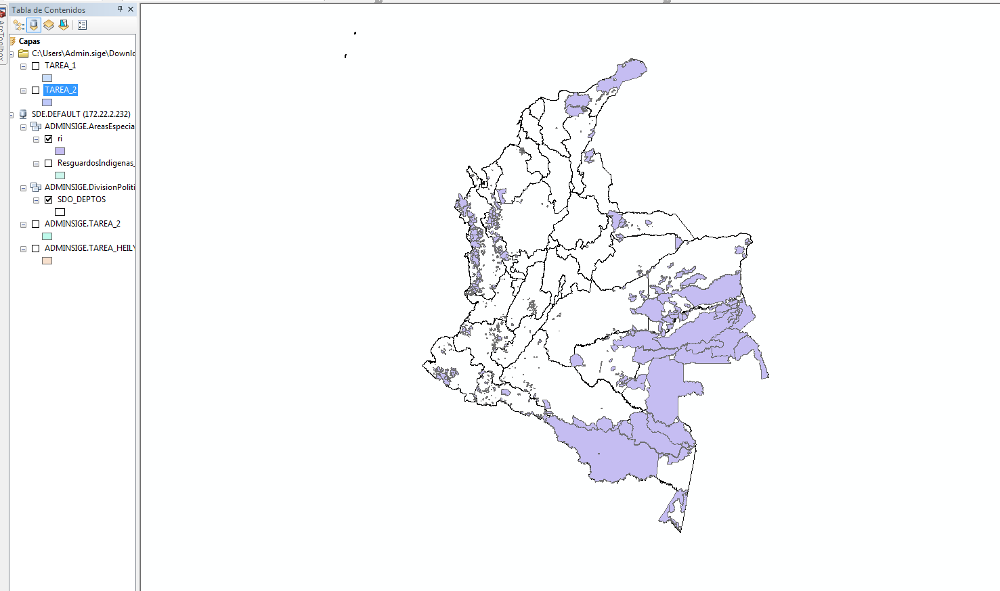 Tabla de Contenidos
ArcToolbox
Capas
C:\Users\Admin.sige\Downlo
TAREA_1
TAREA_2
SDE.DEFAULT (172.22.2.232)
ADMINSIGE.AreasEspecia
ri
ResguardosIndigenas_
ADMINSIGE.DivisionPoliti
SDO_DEPTOS
ADMINSIGE.TAREA_2
ADMINSIGE.TAREA_HEIL